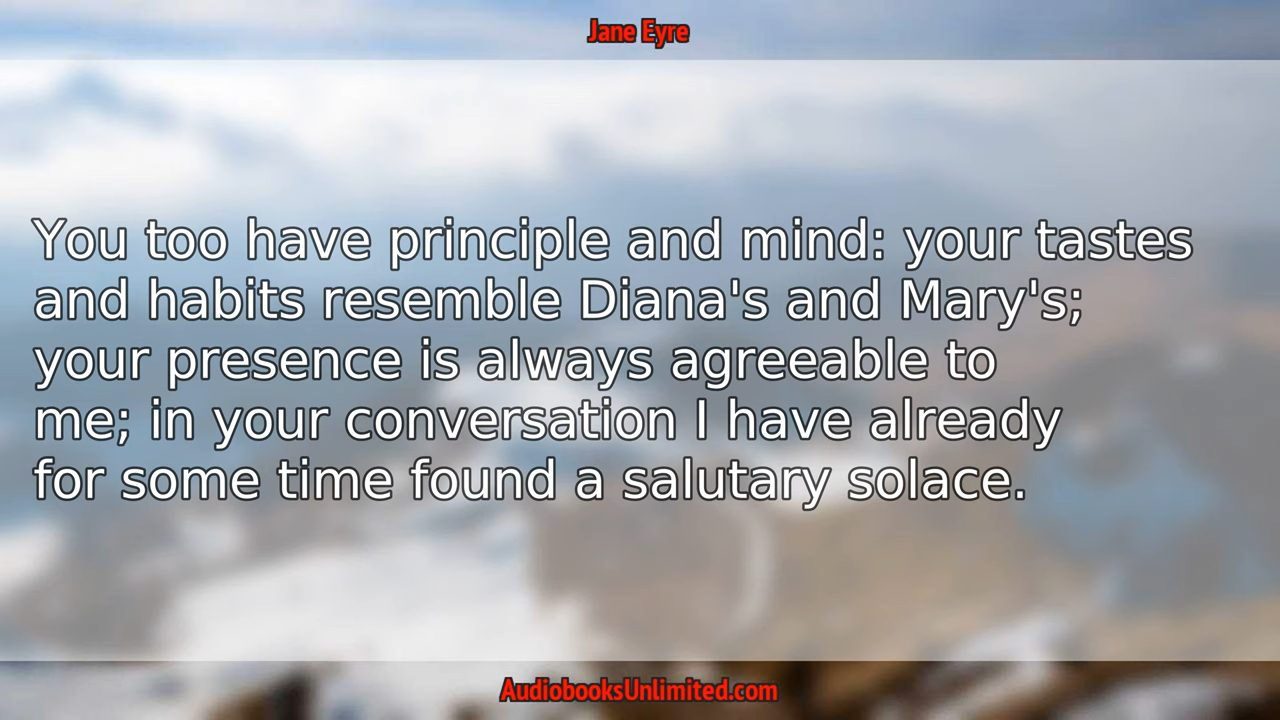 Jane Eyre
You too have principle and mind: your tastes
and habits resemble Diana's and Mary's;
your presence is always agreeable to
me; in your conversation I have already
for some time found a salutary solace.
AudiobooksUnlimited.com